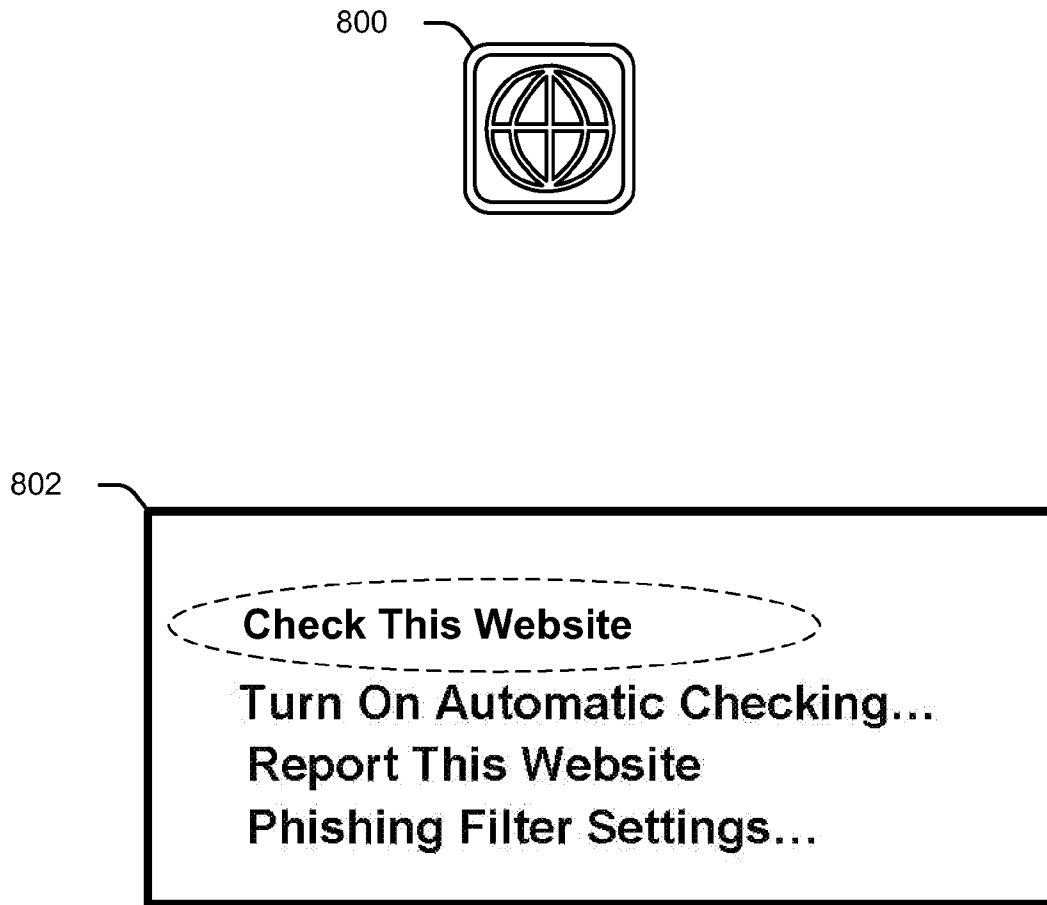 800
802
Check This Website
Turn On Automatic Checking...
Report This Website
Phishing Filter Settings...